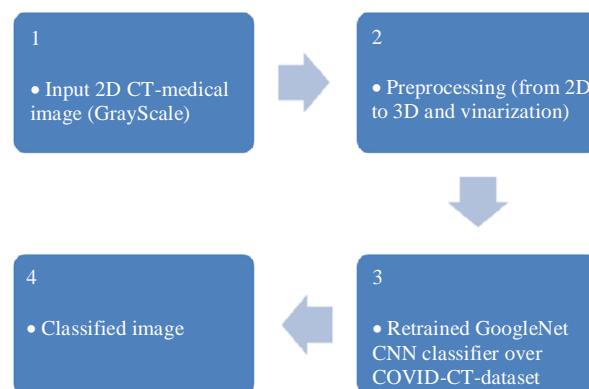 1
• Input 2D CT-medical
image (GrayScale)
2
• Preprocessing (from 2D
to 3D and vinarization)
3
• Retrained GoogleNet
CNN classifier over
COVID-CT-dataset
4
• Classified image